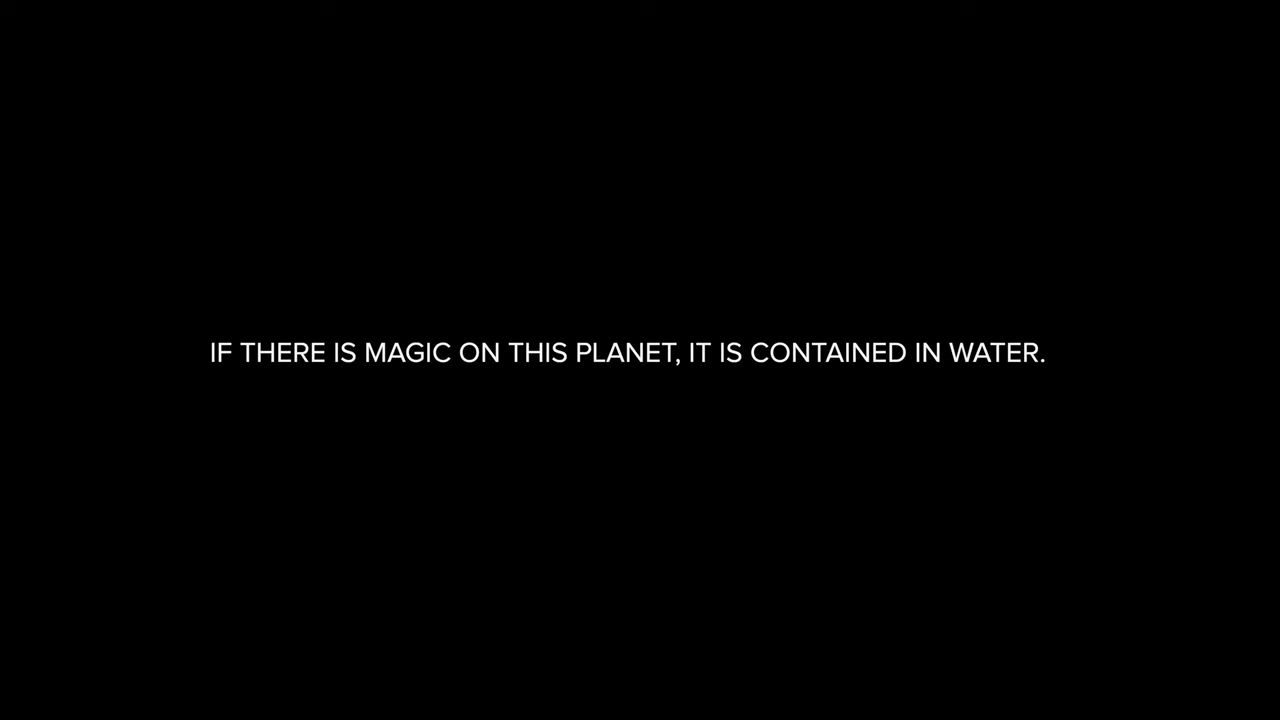 IF THERE IS MAGIC ON THIS PLANET, IT IS CONTAINED IN WATER.